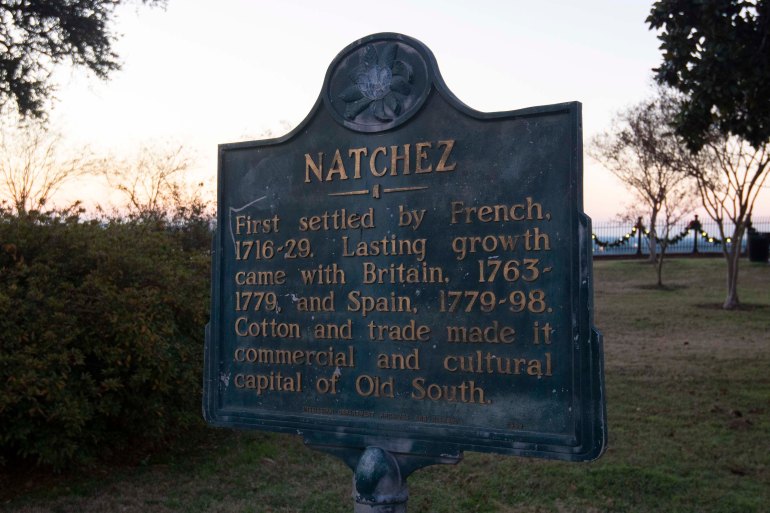 NATCHEZ
First settled by French,
1716-29. Lasting growth
came with Britain, 1763-
1779, and Spain, 1779-98.
Cotton and trade made it
commercial and cultural
capital of Old South.